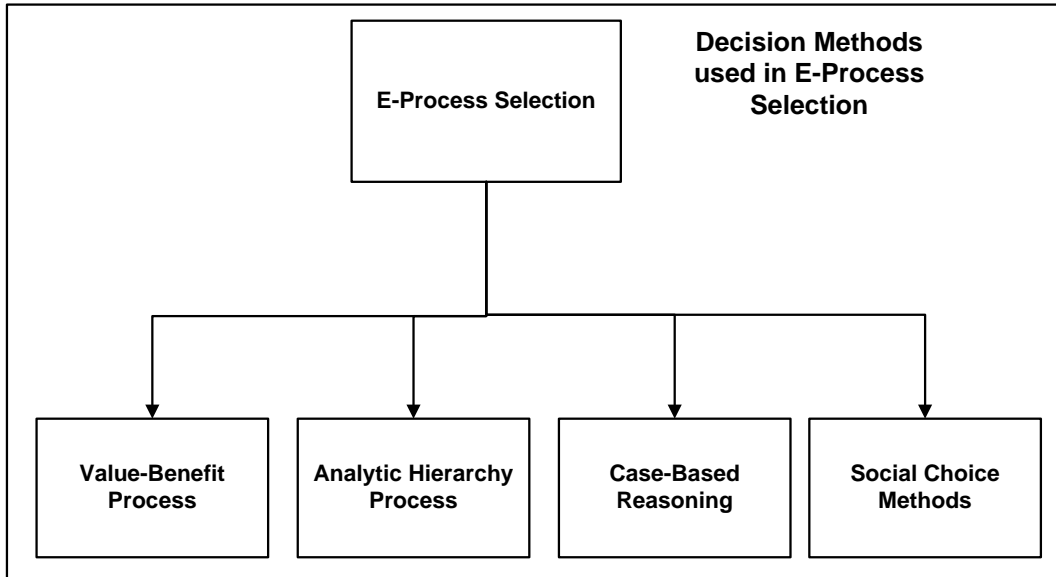 E-Process Selection
Decision Methods
used in E-Process
Selection
Value-Benefit
Process
Analytic Hierarchy
Process
Case-Based
Reasoning
Social Choice
Methods